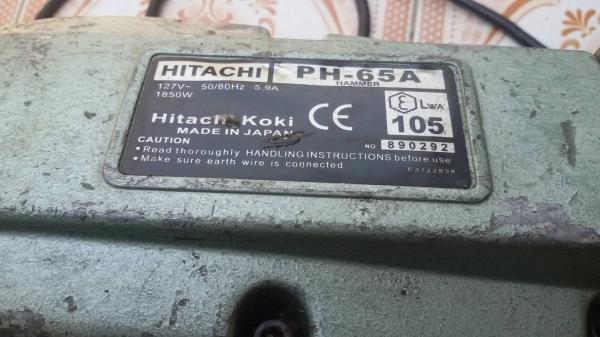 HITACHI PH-65A
HAMMER
127V~ 50/80Hz 5.9A
1850W
LWA
105
Hitachi Koki CE
MADE IN JAPAN
NO 890292
CAUTION
• Read thoroughly HANDLING INSTRUCTIONS before use
• Make sure earth wire is connected